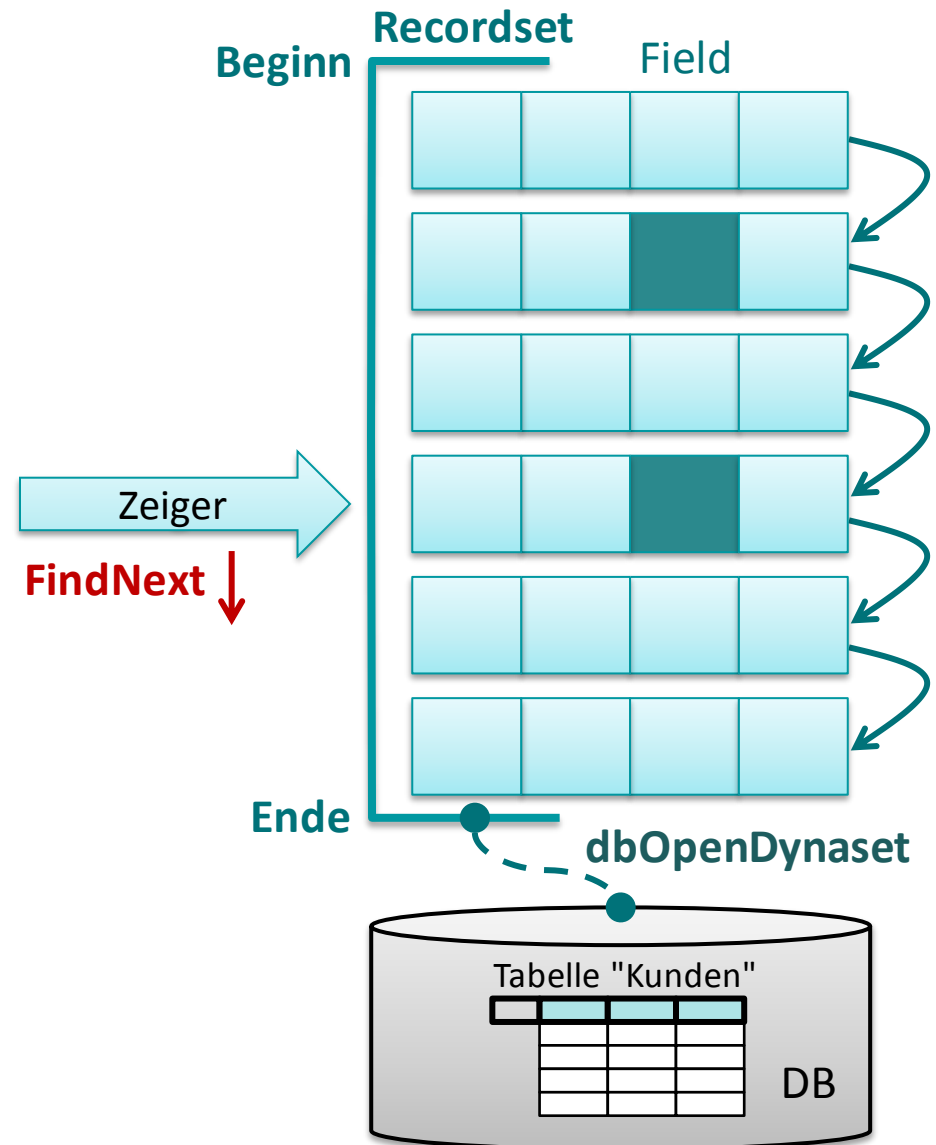 Recordset
Beginn
Field
Zeiger
FindNext
Ende
dbOpenDynaset
Tabelle "Kunden"
DB